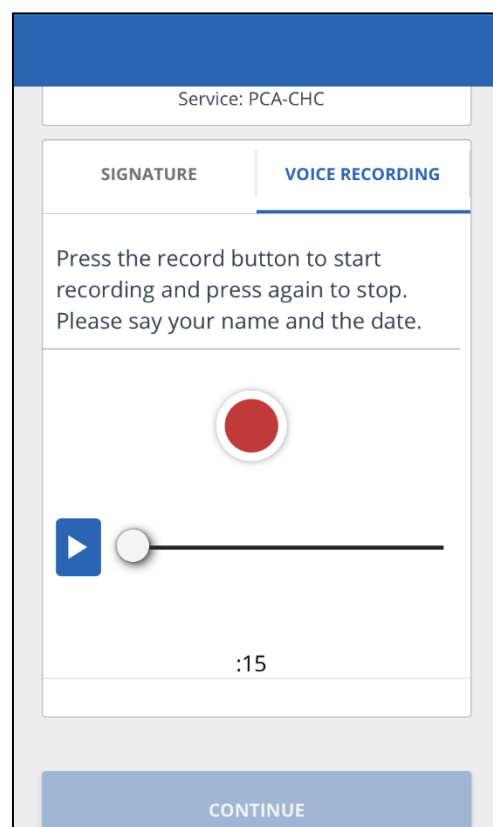 Service: PCA-CHC
SIGNATURE
VOICE RECORDING
Press the record button to start
recording and press again to stop.
Please say your name and the date.
:15
CONTINUE